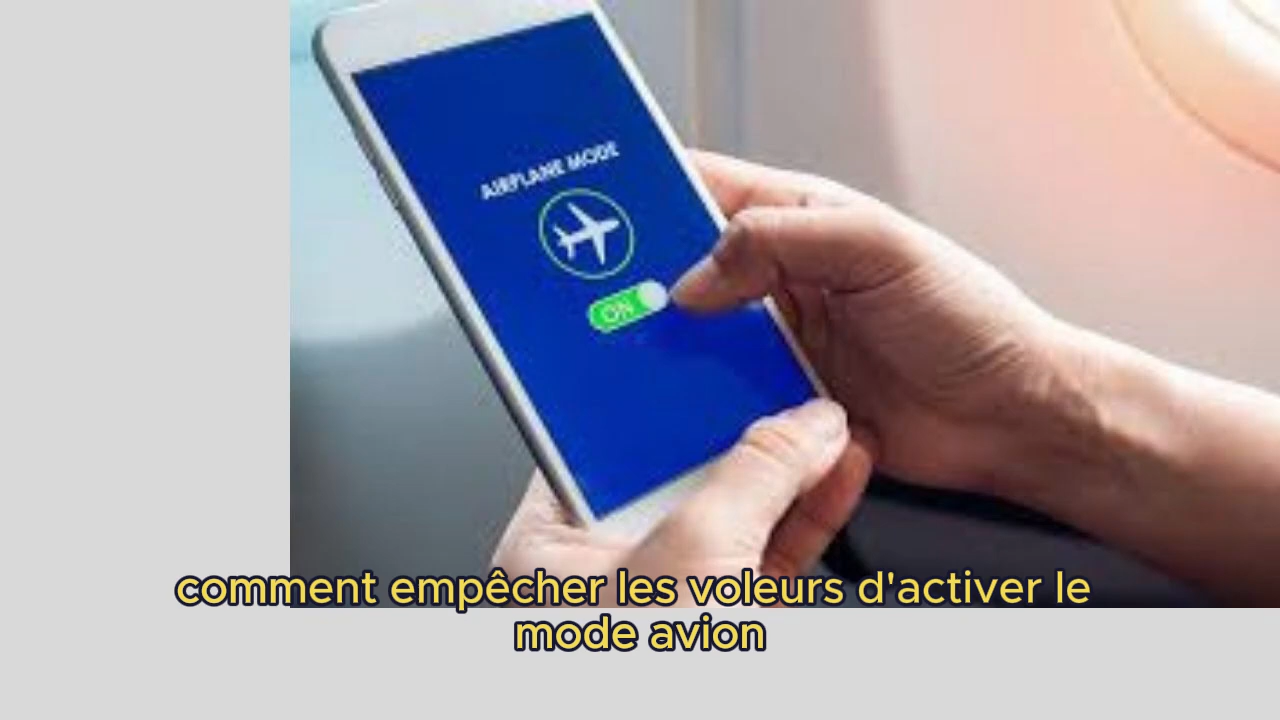 AIRPLANE MODE
ON
comment empêcher les voleurs d'activer le
mode avion